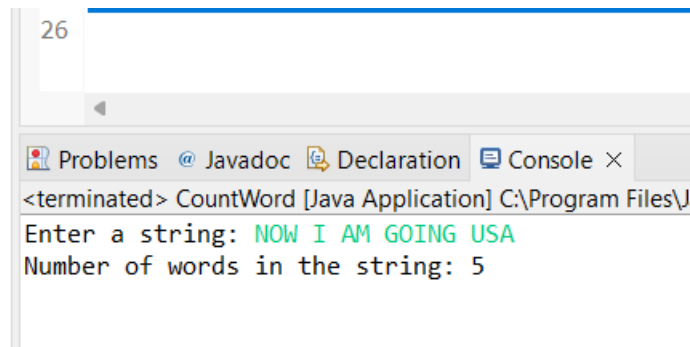 26
Problems @ Javadoc Declaration Console
<terminated> CountWord [Java Application] C:\Program Files\J
Enter a string: NOW I AM GOING USA
Number of words in the string: 5